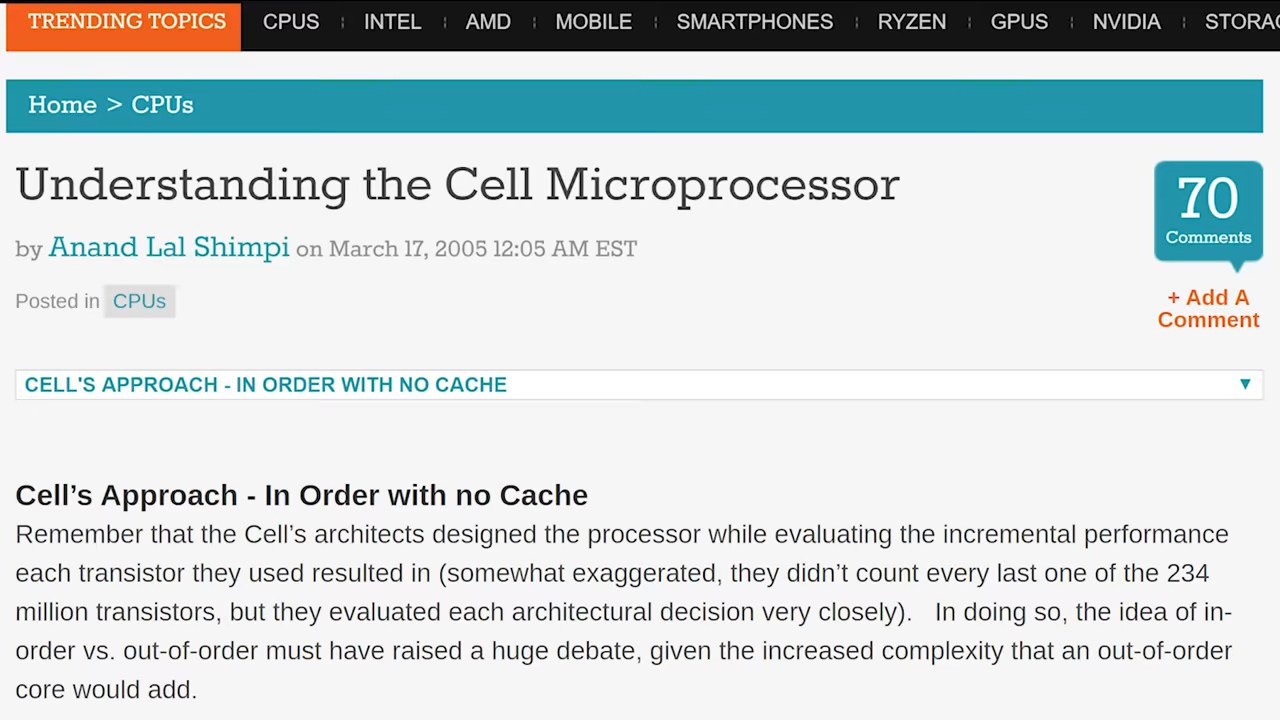 TRENDING TOPICS CPUS INTEL AMD MOBILE SMARTPHONES RYZEN GPUS NVIDIA
Home > CPUs
Understanding the Cell Microprocessor
70
Comments
by Anand Lal Shimpi on March 17, 2005 12:05 AM EST
Posted in CPUs
+ Add A
Comment
CELL'S APPROACH - IN ORDER WITH NO CACHE
Cell’s Approach - In Order with no Cache
Remember that the Cell’s architects designed the processor while evaluating the incremental performance
each transistor they used resulted in (somewhat exaggerated, they didn’t count every last one of the 234
million transistors, but they evaluated each architectural decision very closely).   In doing so, the idea of in-
order vs. out-of-order must have raised a huge debate, given the increased complexity that an out-of-order
core would add.